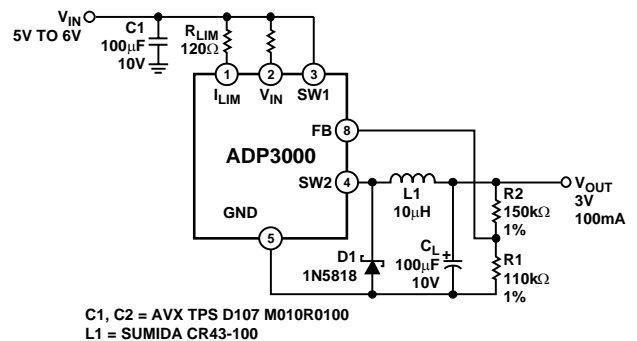 VIN
5V TO 6V
C1
100μF
10V
RLIM
120Ω
1
2
3
ILIM
VIN
SW1
FB
8
ADP3000
SW2
4
GND
5
L1
10μH
VOUT
3V
100mA
R2
150kΩ
1%
D1
1N5818
CL
+
100μF
10V
R1
110kΩ
1%
C1, C2 = AVX TPS D107 M010R0100
L1 = SUMIDA CR43-100